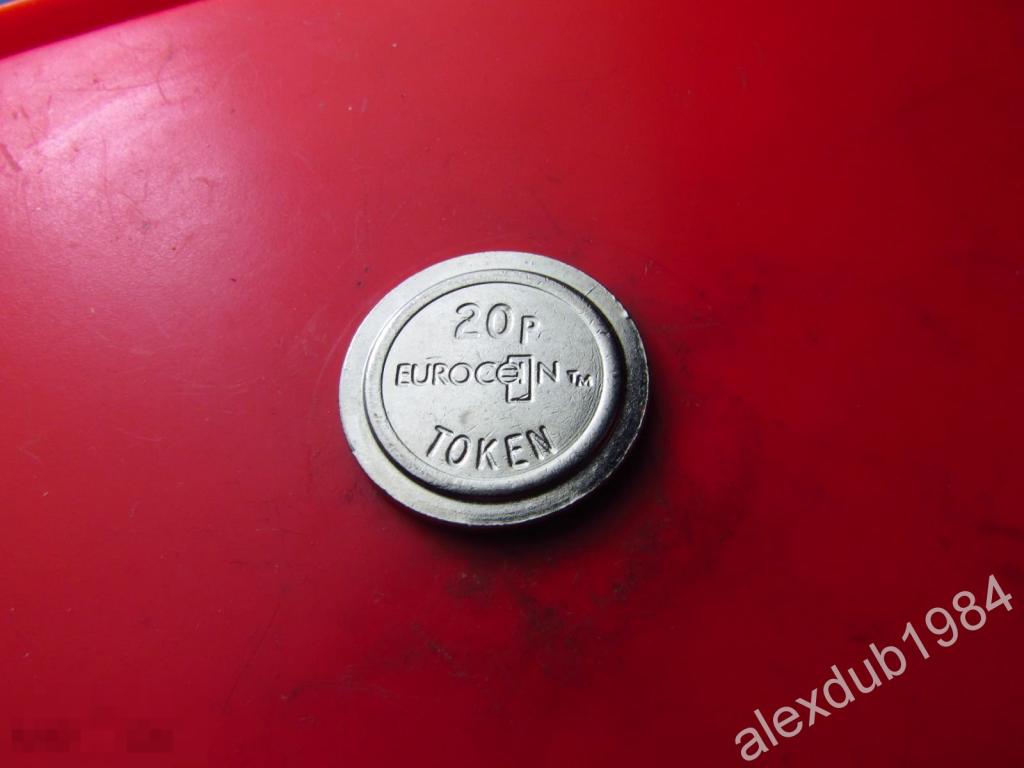 20P.
EUROCOIN TM
TOKEN
alexdub1984